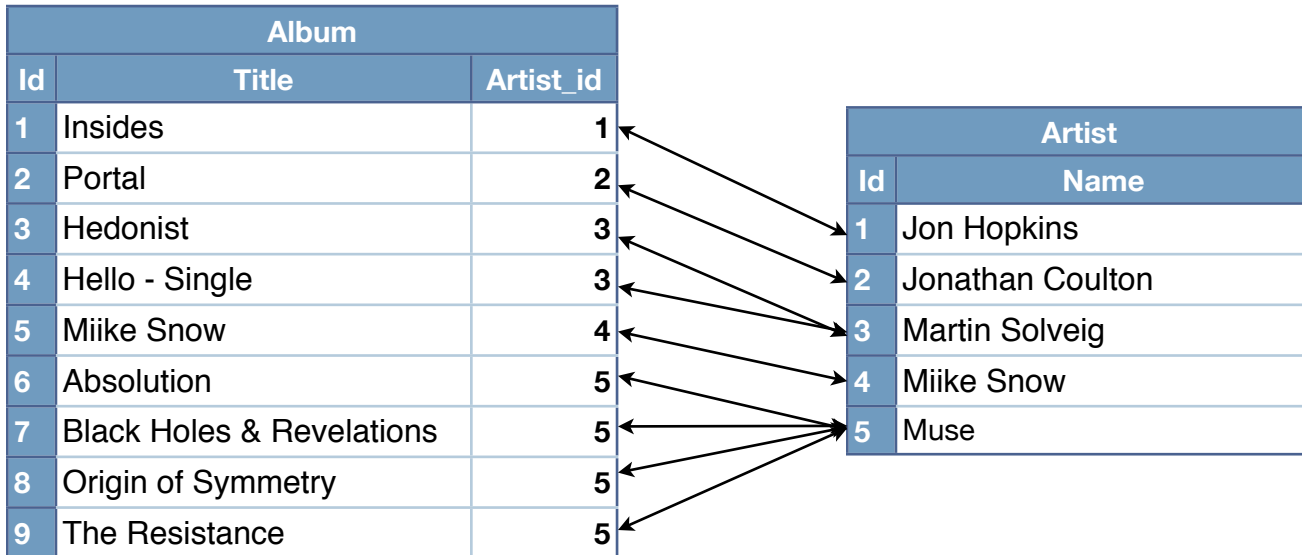 Album
Id Title Artist_id
1 Insides 1
2 Portal 2
3 Hedonist 3
4 Hello - Single 3
5 Miike Snow 4
6 Absolution 5
7 Black Holes & Revelations 5
8 Origin of Symmetry 5
9 The Resistance 5
Artist
Id Name
1 Jon Hopkins
2 Jonathan Coulton
3 Martin Solveig
4 Miike Snow
5 Muse